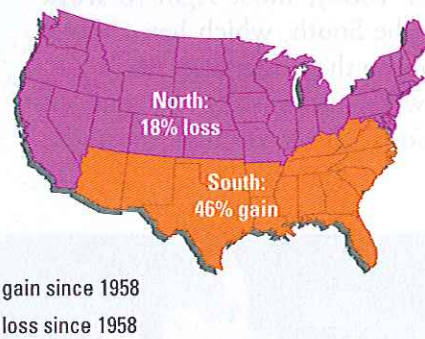 North:
18% loss
South:
46% gain
gain since 1958
loss since 1958